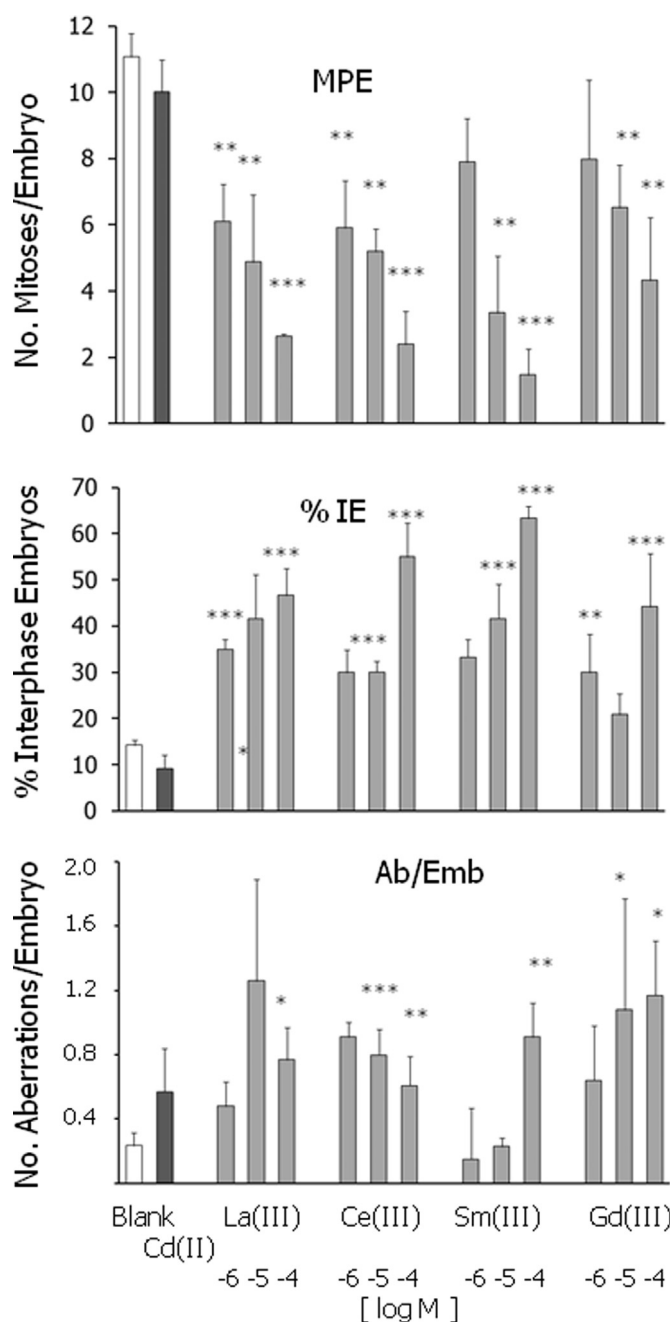 MPE
No. Mitoses/Embryo
12
10
8
6
4
2
0
** ** *** ** ** *** ** *** ** **
% IE
% Interphase Embryos
70
60
50
40
30
20
10
0
*** * *** *** *** *** *** ** ***
Ab/Emb
No. Aberrations/Embryo
2.0
1.6
1.2
0.8
0.4
* *** ** ** * *
Blank La(III) Ce(III) Sm(III) Gd(III)
Cd(II)
-6 -5 -4 -6 -5 -4 -6 -5 -4 -6 -5 -4
[ log M ]